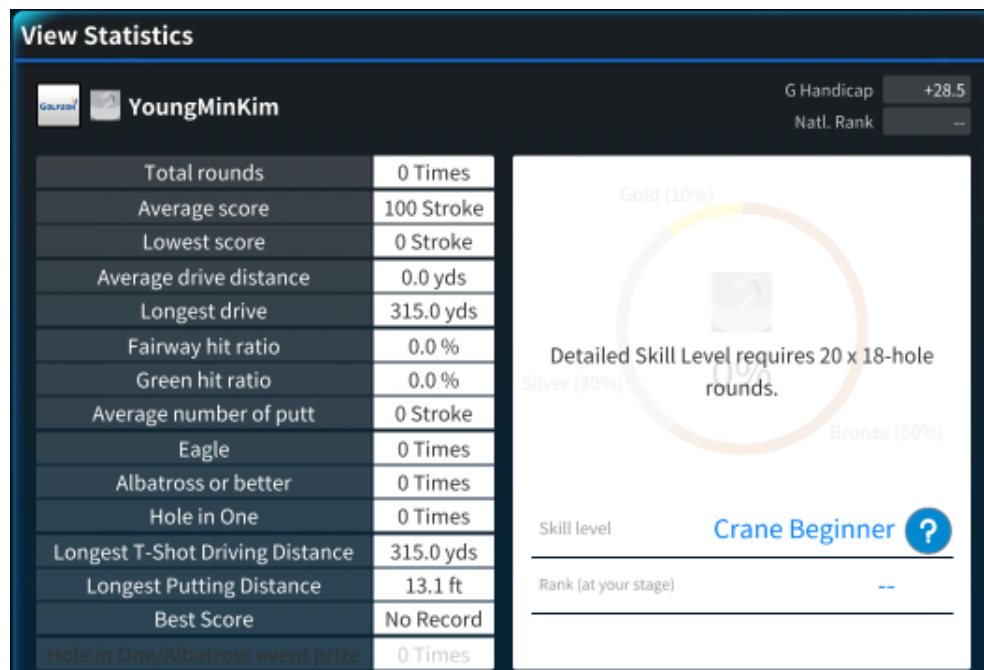 View Statistics
GOLFZON YoungMinKim
G Handicap +28.5
Natl. Rank --
Total rounds 0 Times
Average score 100 Stroke
Lowest score 0 Stroke
Average drive distance 0.0 yds
Longest drive 315.0 yds
Fairway hit ratio 0.0 %
Green hit ratio 0.0 %
Average number of putt 0 Stroke
Eagle 0 Times
Albatross or better 0 Times
Hole in One 0 Times
Longest T-Shot Driving Distance 315.0 yds
Longest Putting Distance 13.1 ft
Best Score No Record
Hole in One/Albatross event prize 0 Times
Gold (10%)
Detailed Skill Level requires 20 x 18-hole
rounds.
0%
Silver (30%)
Bronze (60%)
Skill level Crane Beginner ?
Rank (at your stage) --